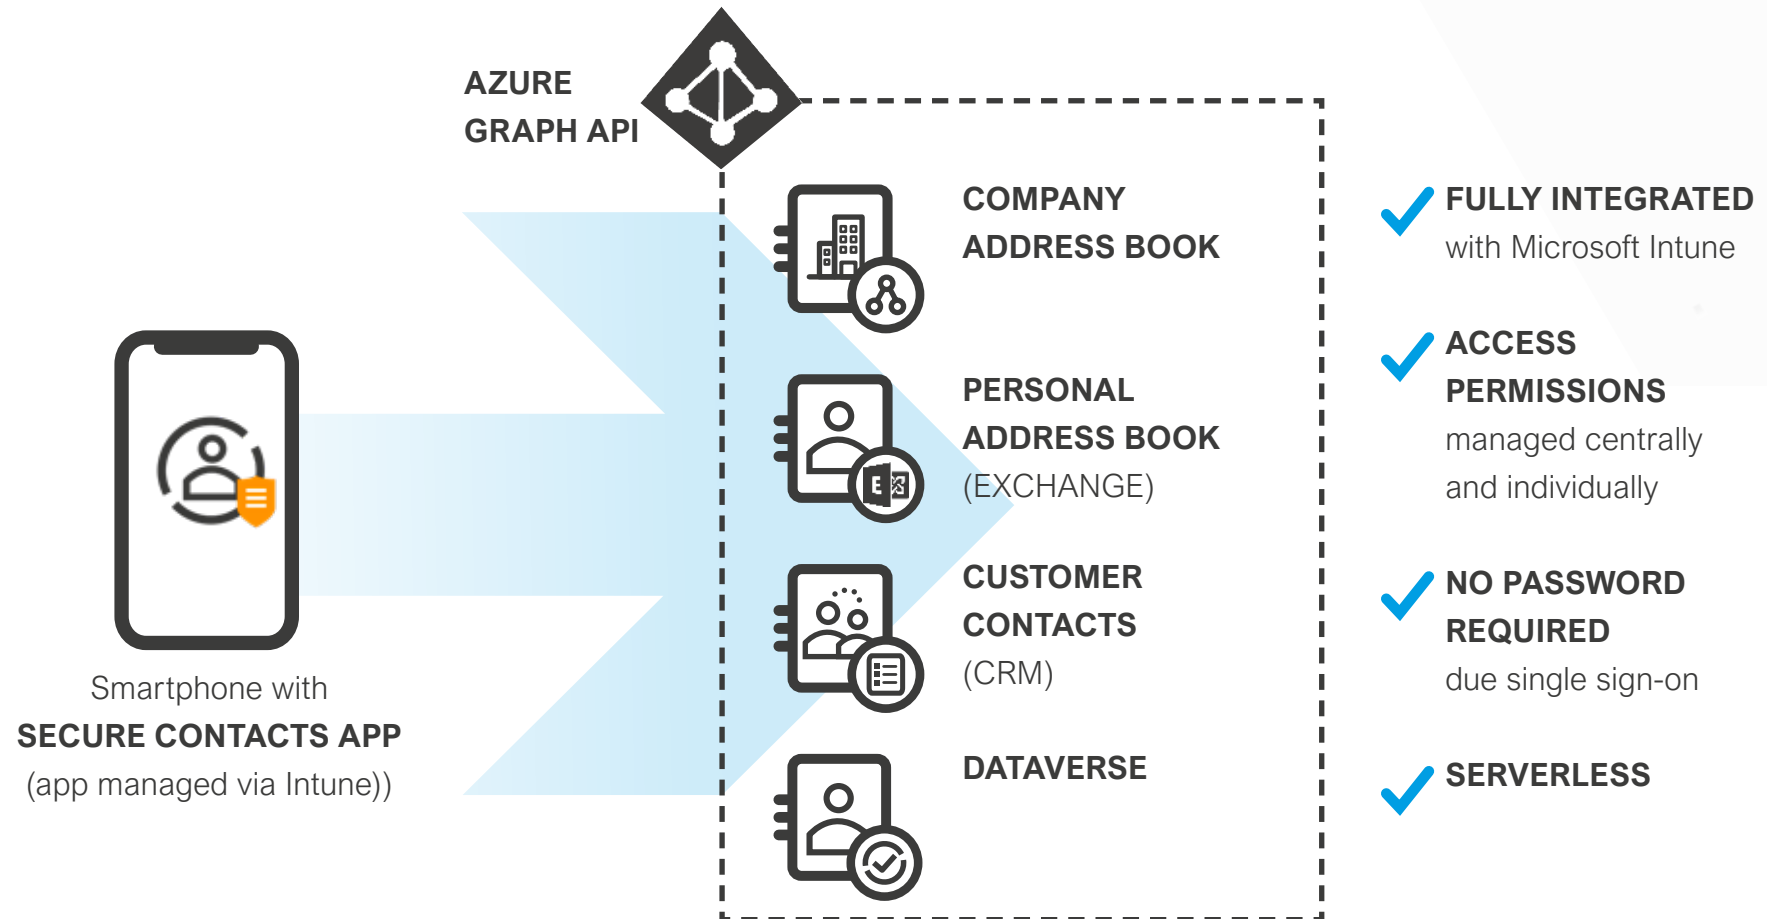 AZURE
GRAPH API
COMPANY
ADDRESS BOOK
PERSONAL
ADDRESS BOOK
(EXCHANGE)
E
CUSTOMER
CONTACTS
(CRM)
DATAVERSE
Smartphone with
SECURE CONTACTS APP
(app managed via Intune))
FULLY INTEGRATED
with Microsoft Intune
ACCESS
PERMISSIONS
managed centrally
and individually
NO PASSWORD
REQUIRED
due single sign-on
SERVERLESS